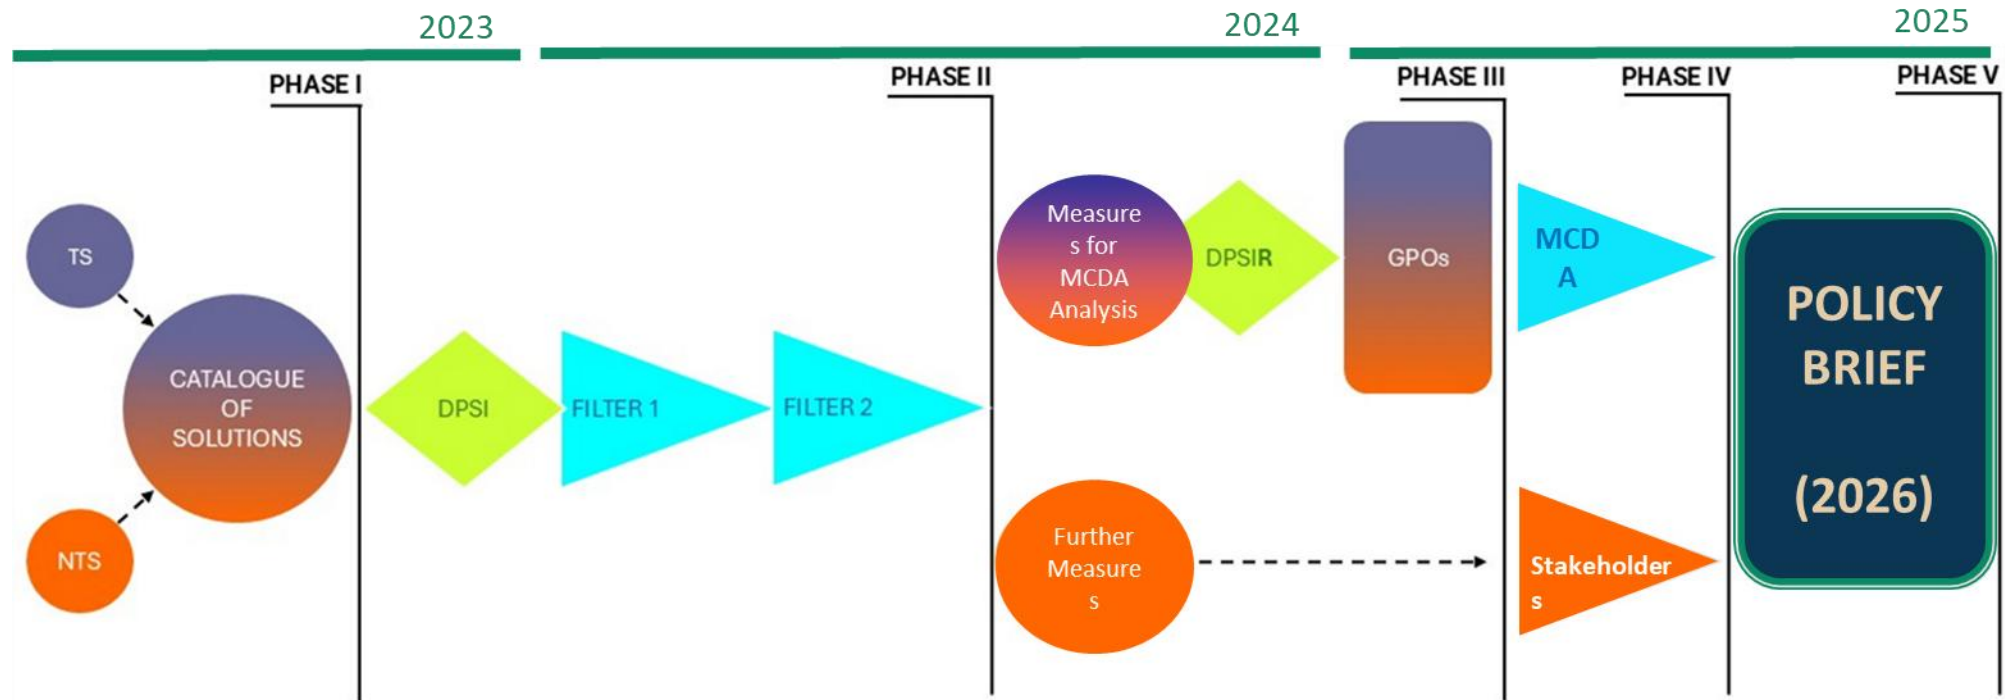 2023
2024
2025
PHASE I
PHASE II
PHASE III
PHASE IV
PHASE V
TS
NTS
CATALOGUE
OF
SOLUTIONS
DPSI
FILTER 1
FILTER 2
Measure
s for
MCDA
Analysis
DPSIR
GPOs
MCD
A
Further
Measure
s
Stakeholder
s
POLICY
BRIEF
(2026)